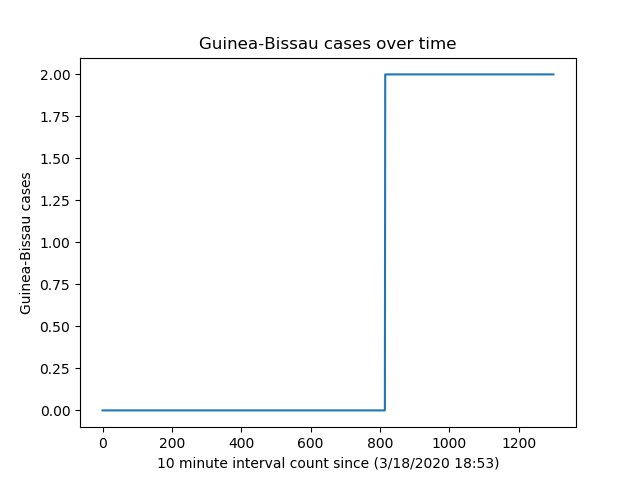 Guinea-Bissau cases over time
2.00
1.75
1.50
1.25
1.00
0.75
0.50
0.25
0.00
Guinea-Bissau cases
0 200 400 600 800 1000 1200
10 minute interval count since (3/18/2020 18:53)